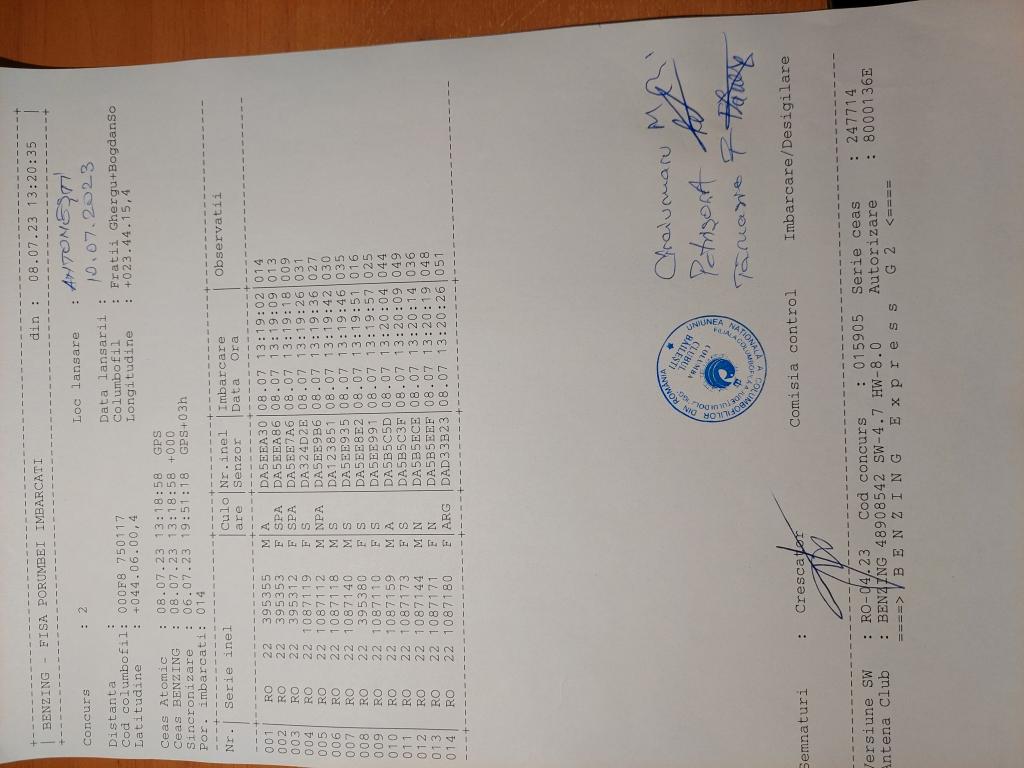 +-----------------------------------------------------------------------------+
| BENZING - FISA PORUMBEI IMBARCATI din : 08.07.23 13:20:35 |
+-----------------------------------------------------------------------------+
Concurs : 2 Loc lansare : ANTONEȘTI
Distanta : Data lansarii : 10.07.2023
Cod columbofil: 000F8 750117 Columbofil : Fratii Ghergu+BogdanSo
Latitudine : +044.06.00,4 Longitudine : +023.44.15,4
Ceas Atomic : 08.07.23 13:18:58 GPS
Ceas BENZING : 08.07.23 13:18:58 +00
Sincronizare : 06.07.23 19:51:18 GPS+03h
Por. imbarcati: 014
Nr.| Serie inel |Culo|Nr.inel |Imbarcare |Observatii
are |Senzor |Data Ora
001 RO 22 395355 M A DA5EEA30 08.07 13:19:02 014
002 RO 22 395353 F SPA DA5EEA86 08.07 13:19:09 013
003 RO 22 395312 F SPA DA5EE7A6 08.07 13:19:18 009
004 RO 22 1087119 F S DA324D2E 08.07 13:19:26 031
005 RO 22 1087112 M NPA DA5EE9B6 08.07 13:19:36 027
006 RO 22 1087118 M S DA123851 08.07 13:19:42 030
007 RO 22 1087140 M S DA5EE935 08.07 13:19:46 035
008 RO 22 395380 F S DA5EE8E2 08.07 13:19:51 016
009 RO 22 1087110 F S DA5EE991 08.07 13:19:57 025
010 RO 22 1087159 M A DA5B5C5D 08.07 13:20:04 044
011 RO 22 1087173 F S DA5B5C3F 08.07 13:20:09 049
012 RO 22 1087144 M N DA5B5ECE 08.07 13:20:14 036
013 RO 22 1087171 F N DA5B5EEF 08.07 13:20:19 048
014 RO 22 1087180 F ARG DAD33B23 08.07 13:20:26 051
UNIUNEA NATIONALA A COLUMBOFILOR DIN ROMANIA
CLUBUL
COLUMBA
BAILESTI
Semnaturi : Crescator Comisia control Imbarcare/Desigilare
Versiune SW : RO-04,23 Cod concurs : 015905 Serie ceas : 247714
Antena Club : BENZING 48908542 SW-4.7 HW-8.0 Autorizare : 8000136E
====> B E N Z I N G E x p r e s s G 2 <====